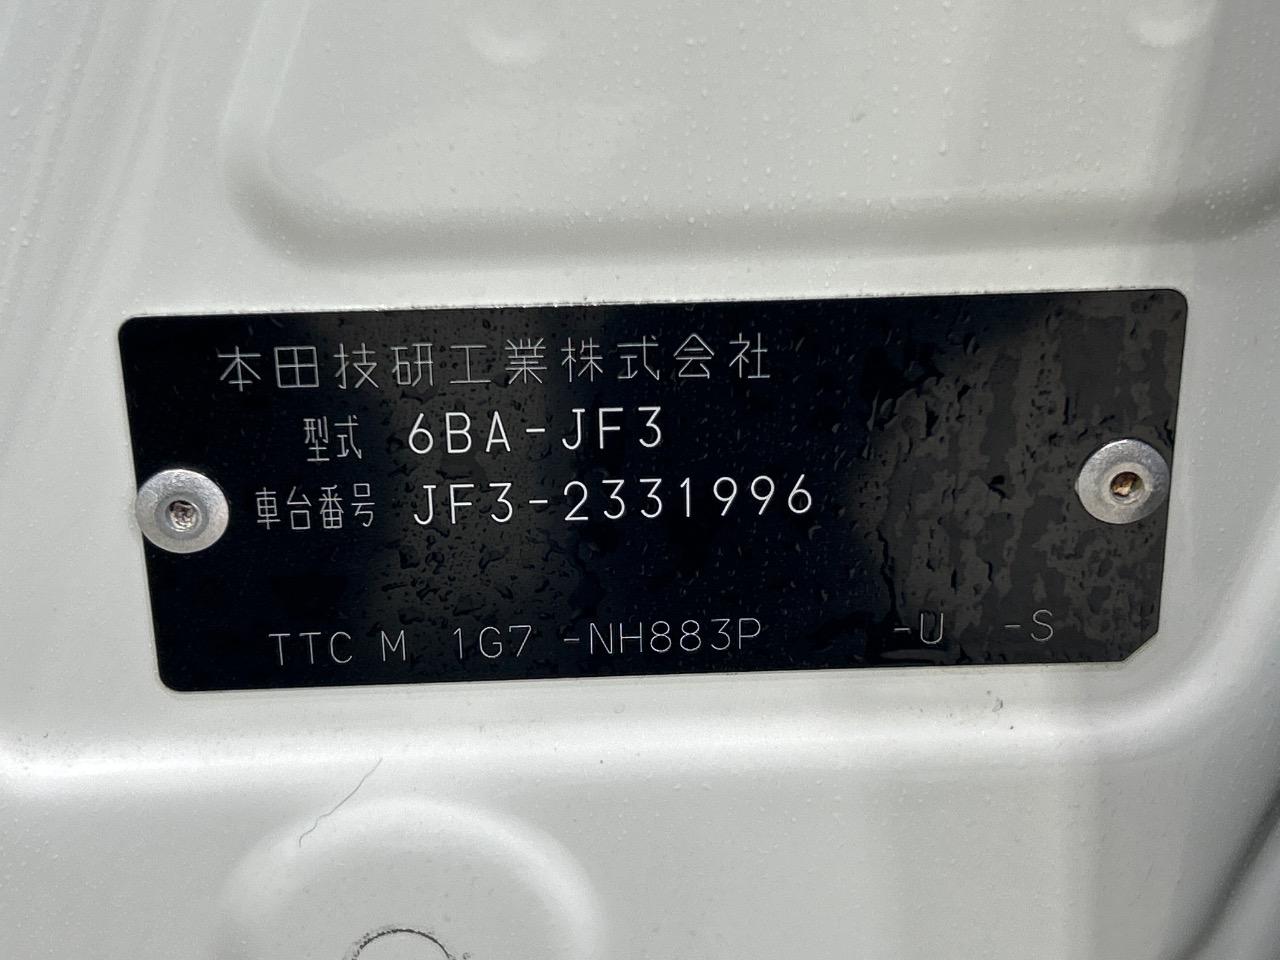 本田技研工業株式会社
型式 6BA-JF3
車台番号 JF3-2331996
TTC M 1G7 -NH883P -U -S